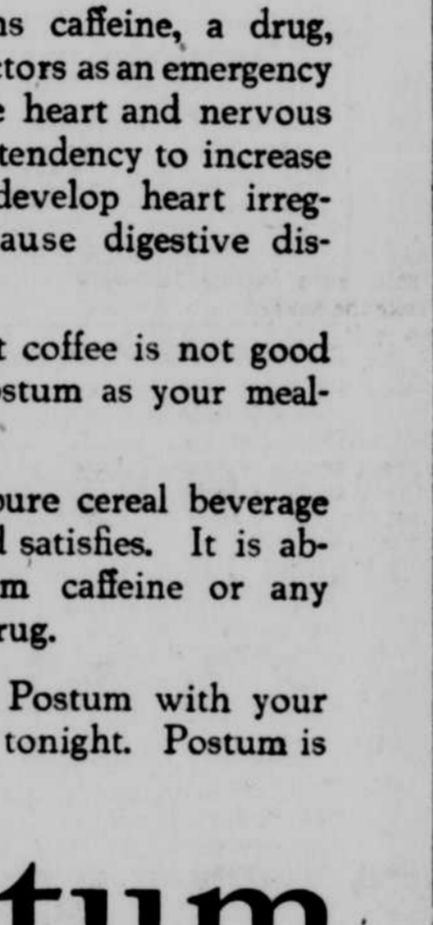 ns caffeine, a drug,
ctors as an emergency
e heart and nervous
tendency to increase
develop heart irreg-
ause digestive dis-
t coffee is not good
ostum as your meal-
pure cereal beverage
d satisfies. It is ab-
m caffeine or any
rug.
Postum with your
tonight. Postum is
tum